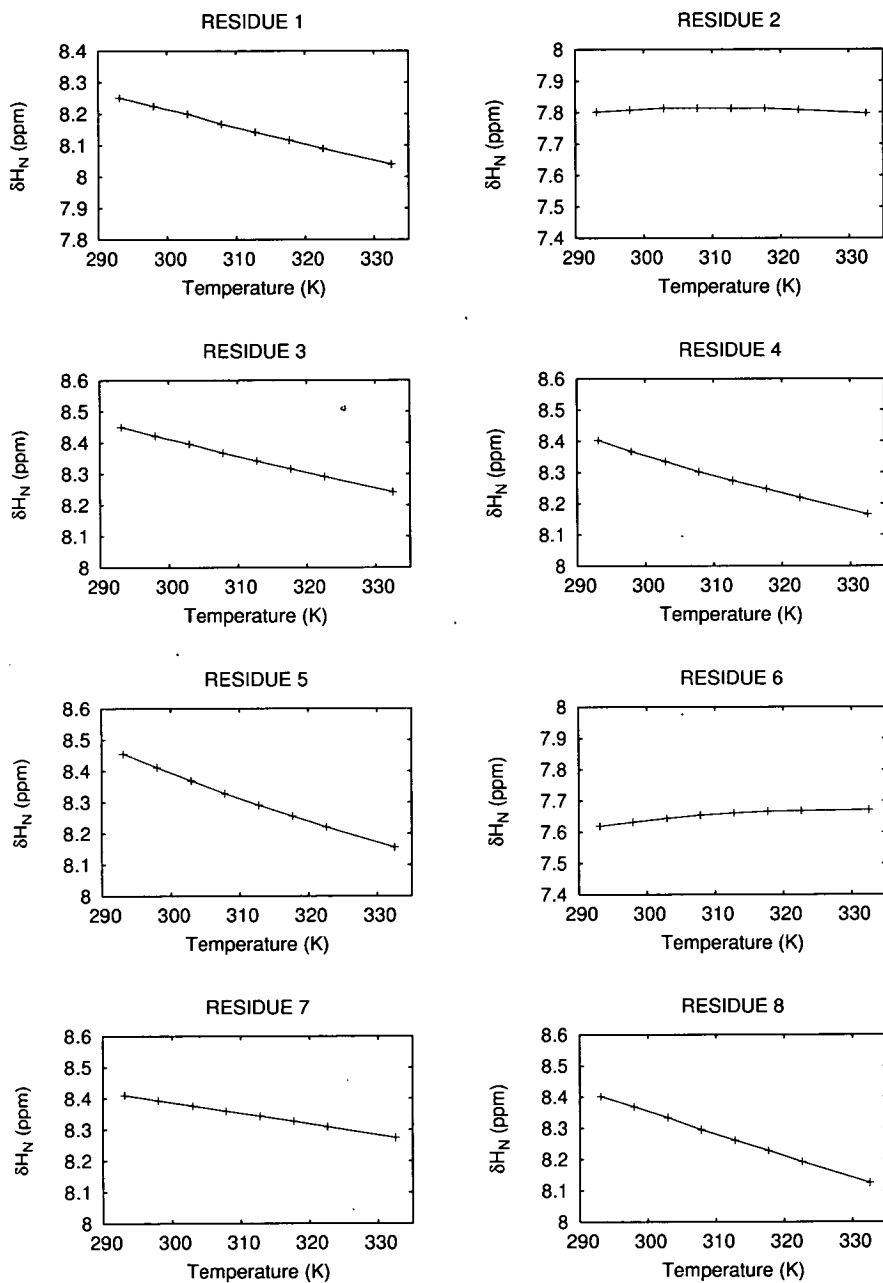 RESIDUE 1
8.4
8.3
8.2
8.1
8
7.9
7.8
δH_N (ppm)
290 300 310 320 330
Temperature (K)
RESIDUE 2
8
7.9
7.8
7.7
7.6
7.5
7.4
δH_N (ppm)
290 300 310 320 330
Temperature (K)
RESIDUE 3
8.6
8.5
8.4
8.3
8.2
8.1
8
δH_N (ppm)
290 300 310 320 330
Temperature (K)
RESIDUE 4
8.6
8.5
8.4
8.3
8.2
8.1
8
δH_N (ppm)
290 300 310 320 330
Temperature (K)
RESIDUE 5
8.6
8.5
8.4
8.3
8.2
8.1
8
δH_N (ppm)
290 300 310 320 330
Temperature (K)
RESIDUE 6
8
7.9
7.8
7.7
7.6
7.5
7.4
δH_N (ppm)
290 300 310 320 330
Temperature (K)
RESIDUE 7
8.6
8.5
8.4
8.3
8.2
8.1
8
δH_N (ppm)
290 300 310 320 330
Temperature (K)
RESIDUE 8
8.6
8.5
8.4
8.3
8.2
8.1
8
δH_N (ppm)
290 300 310 320 330
Temperature (K)